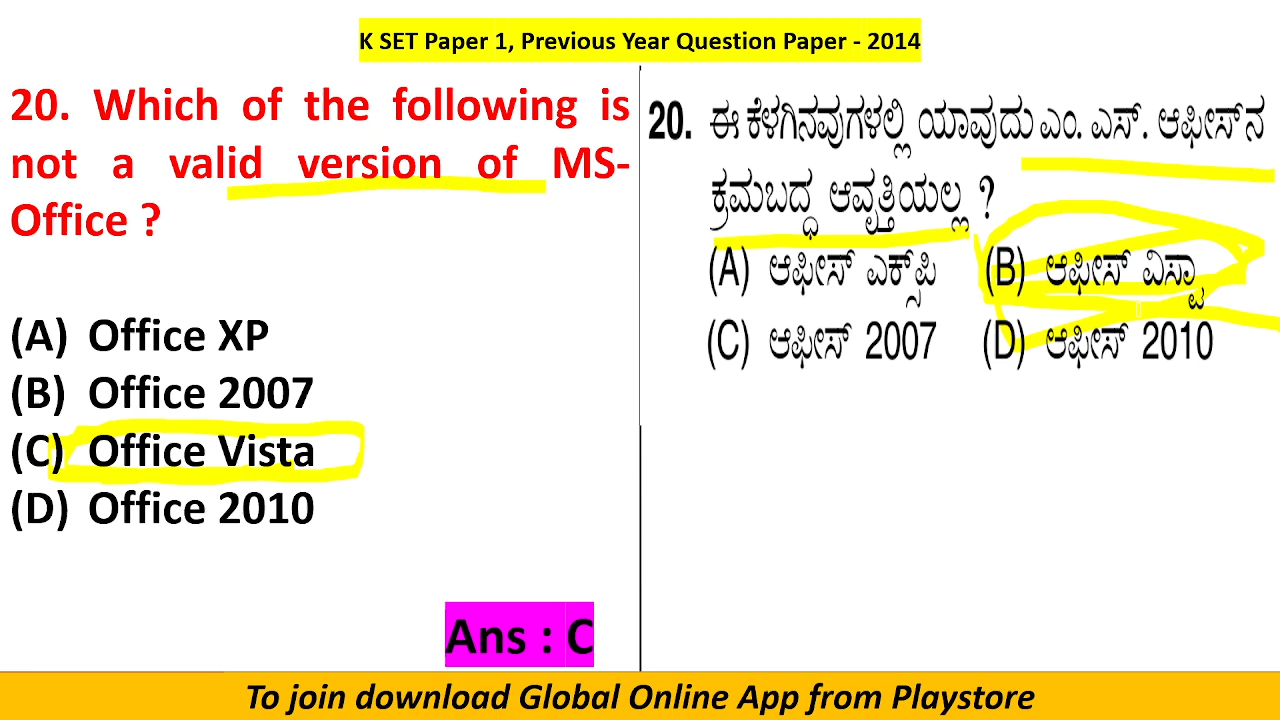 K SET Paper 1, Previous Year Question Paper - 2014
20. Which of the following is
not a valid version of MS-
Office ?
(A) Office XP
(B) Office 2007
(C) Office Vista
(D) Office 2010
Ans : C
20. ಈ ಕೆಳಗಿನವುಗಳಲ್ಲಿ ಯಾವುದು ಎಂ. ಎಸ್. ಆಫೀಸ್‌ನ
ಕ್ರಮಬದ್ಧ ಆವೃತ್ತಿಯಲ್ಲ ?
(A) ಆಫೀಸ್ ಎಕ್ಸ್‌ಪಿ (B) ಆಫೀಸ್ ವಿಸ್ಟಾ
(C) ಆಫೀಸ್ 2007 (D) ಆಫೀಸ್ 2010
To join download Global Online App from Playstore